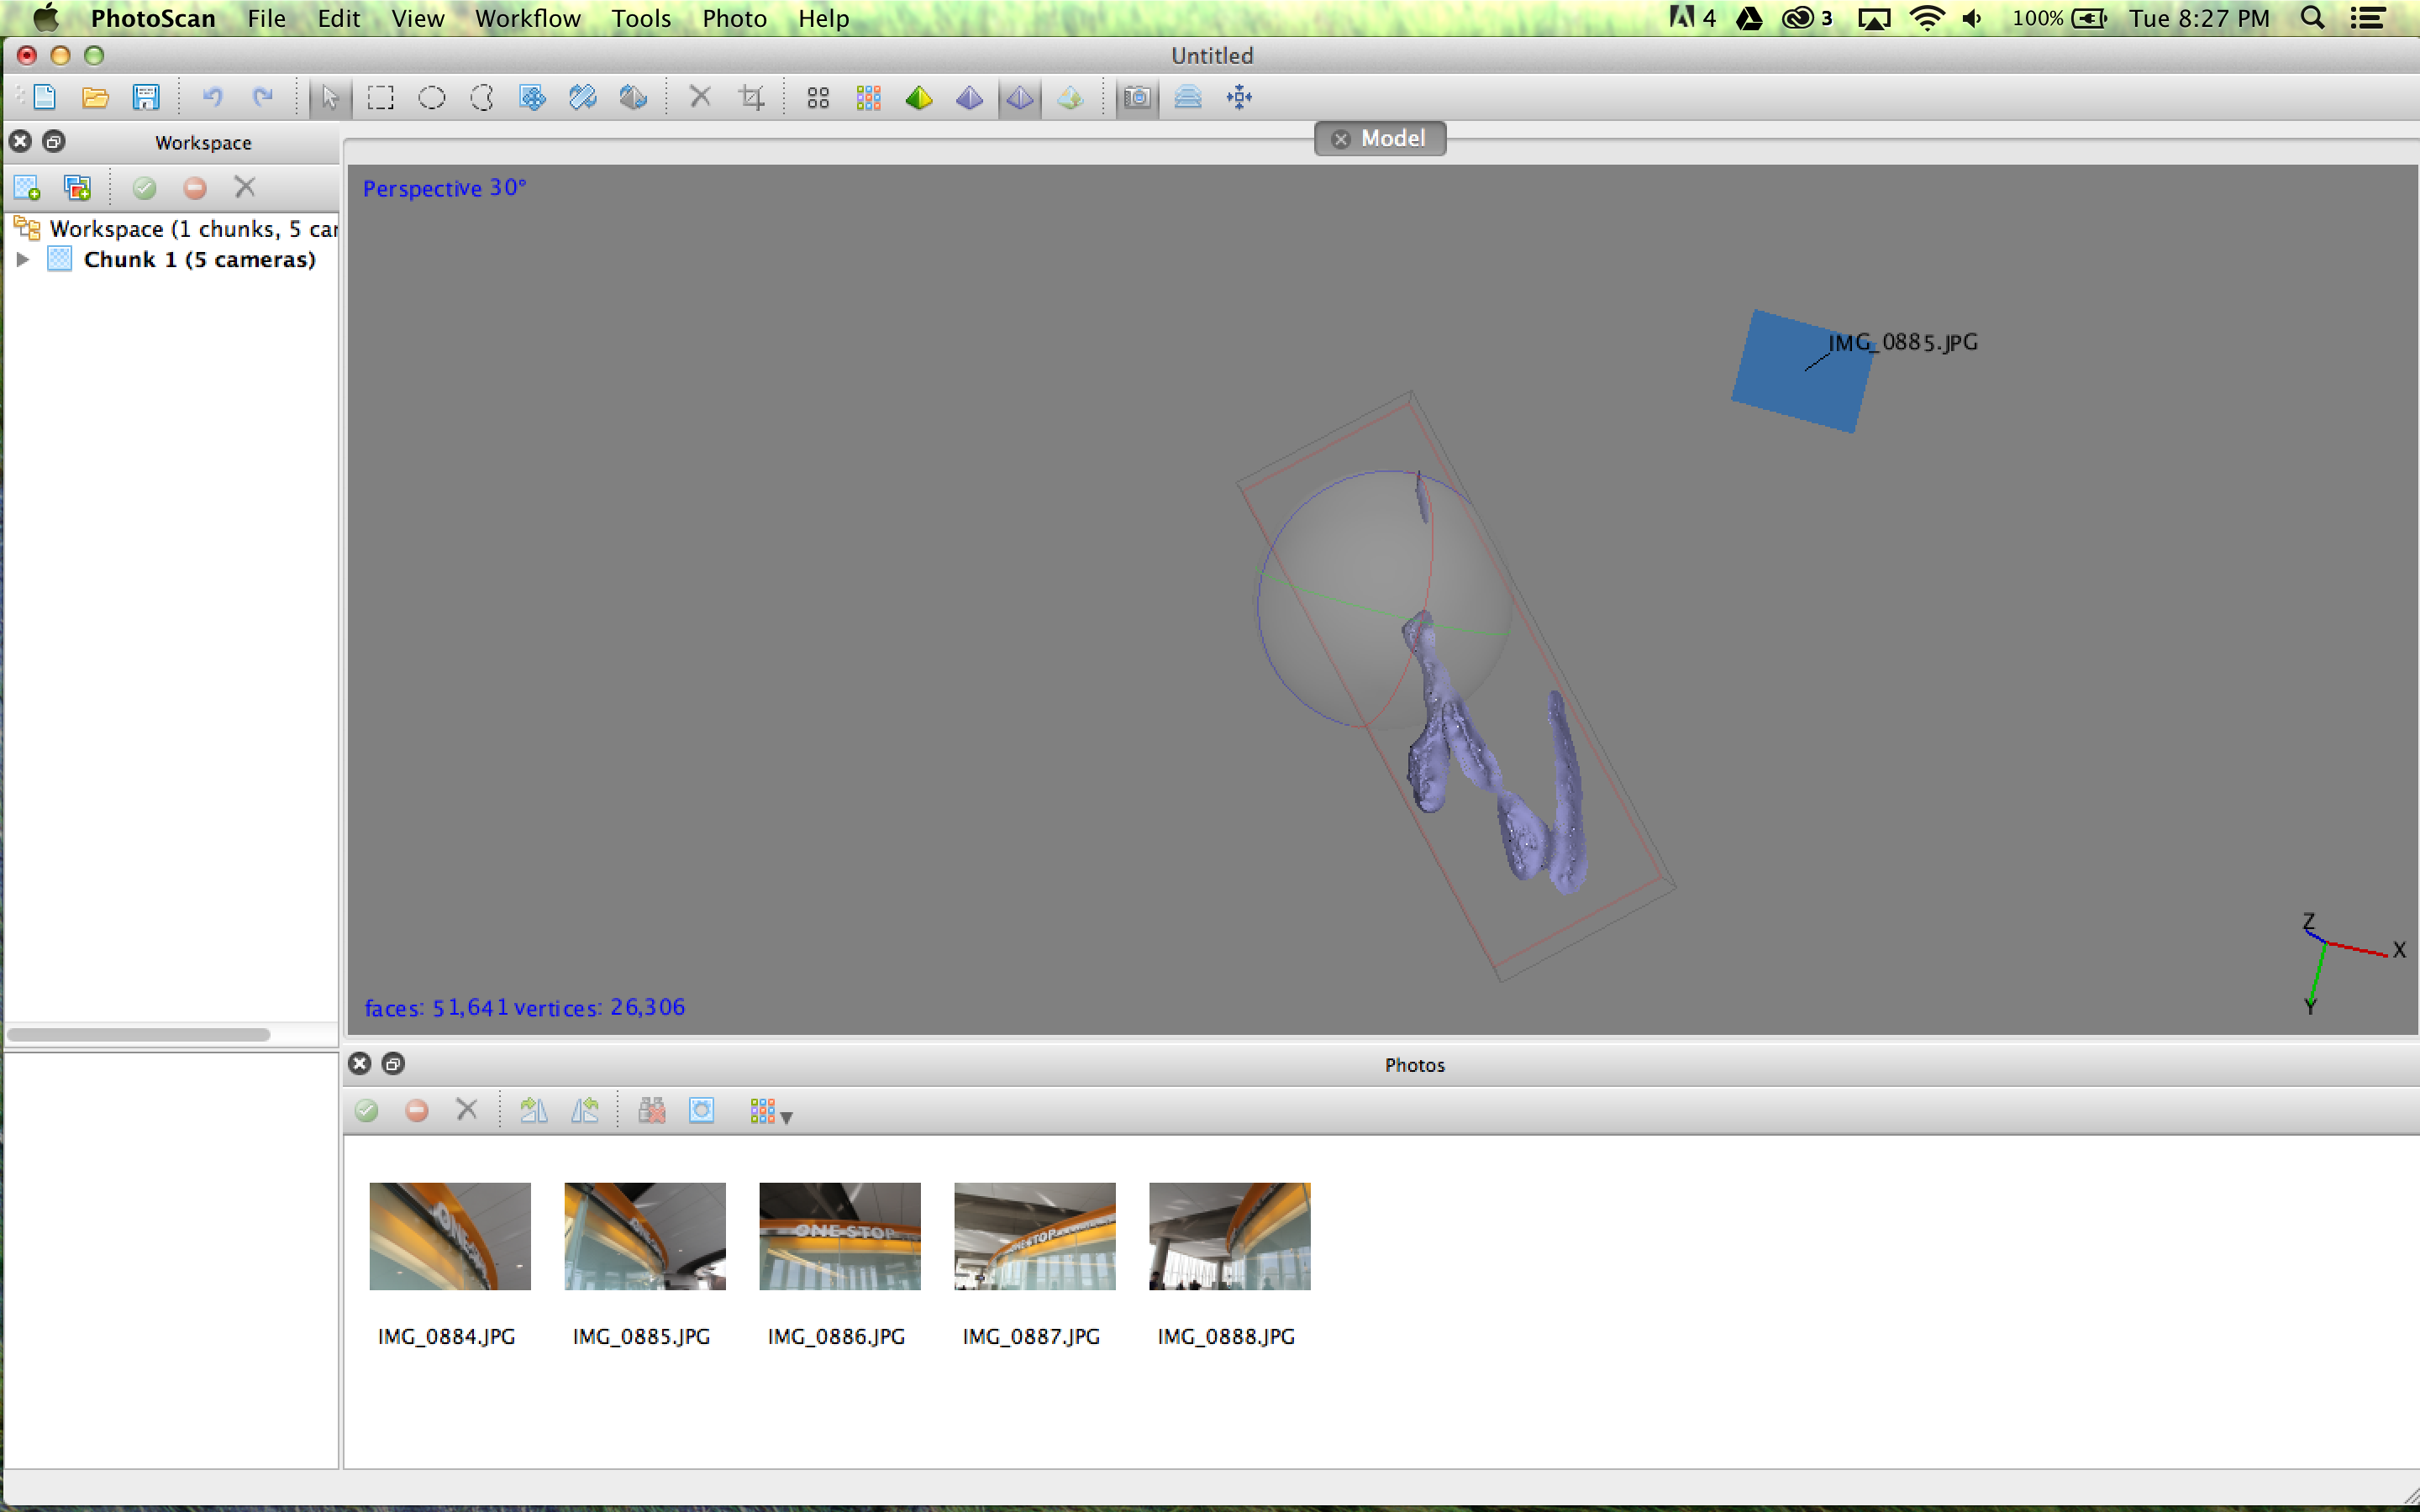 PhotoScan File Edit View Workflow Tools Photo Help 4 3 100% Tue 8:27 PM
Untitled
Workspace
Model
Workspace (1 chunks, 5 car
Chunk 1 (5 cameras)
Perspective 30°
IMG_0885.JPG
Z
X
Y
faces: 51,641 vertices: 26,306
Photos
ONE STOP
ONE STOP
IMG_0884.JPG IMG_0885.JPG IMG_0886.JPG IMG_0887.JPG IMG_0888.JPG